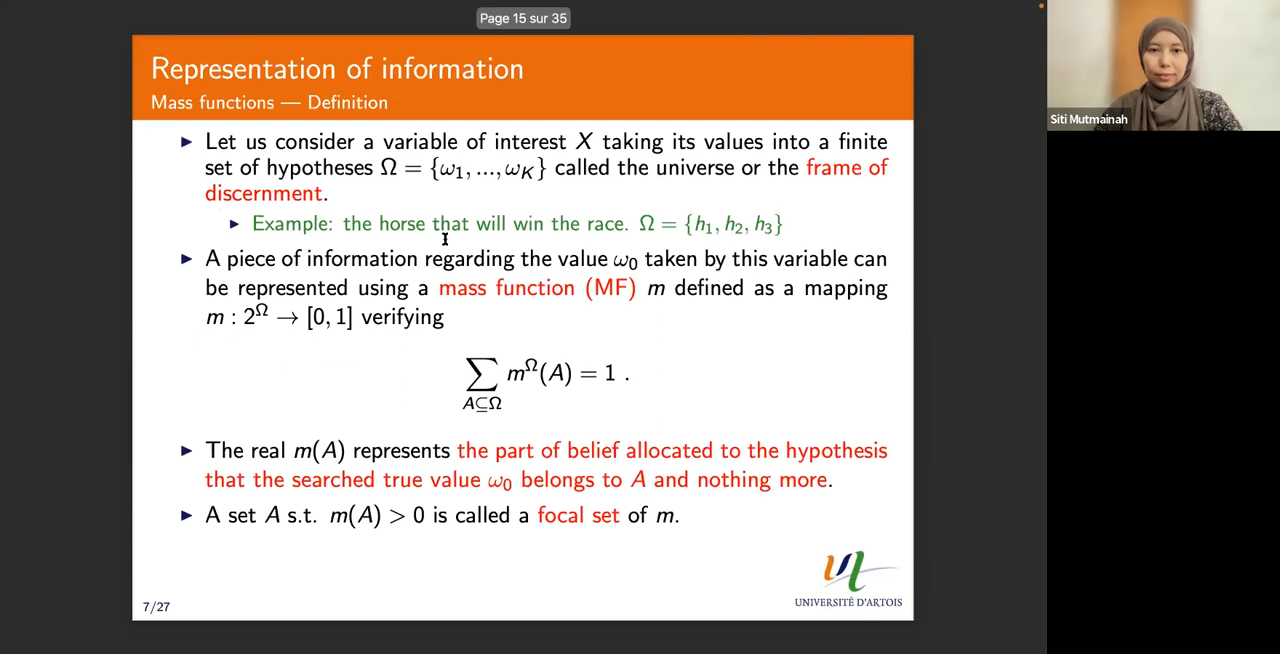 Page 15 sur 35
Representation of information
Mass functions — Definition
▶ Let us consider a variable of interest X taking its values into a finite
set of hypotheses Ω = {ω₁, ..., ω_K} called the universe or the frame of
discernment.
▶ Example: the horse that will win the race. Ω = {h₁, h₂, h₃}
▶ A piece of information regarding the value ω₀ taken by this variable can
be represented using a mass function (MF) m defined as a mapping
m : 2^Ω → [0, 1] verifying
∑_{A⊆Ω} m^Ω(A) = 1 .
▶ The real m(A) represents the part of belief allocated to the hypothesis
that the searched true value ω₀ belongs to A and nothing more.
▶ A set A s.t. m(A) > 0 is called a focal set of m.
UNIVERSITÉ D'ARTOIS
7/27
Siti Mutmainah